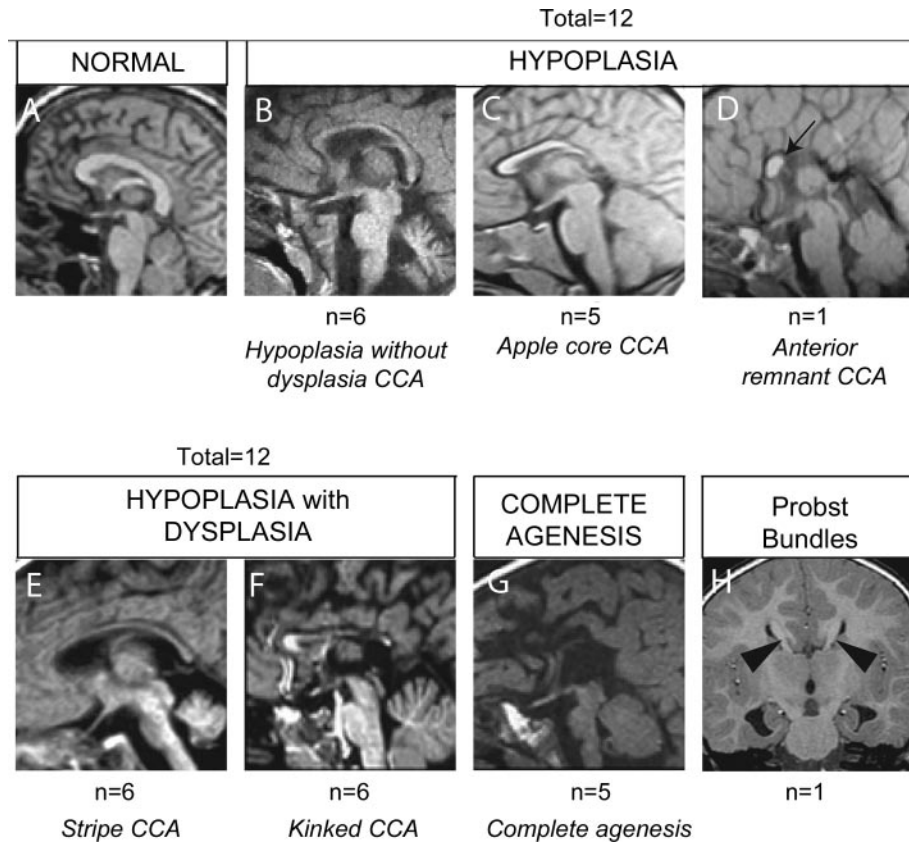 Total=12
NORMAL
HYPOPLASIA
A
B
C
D
n=6
n=5
n=1
Hypoplasia without
dysplasia CCA
Apple core CCA
Anterior
remnant CCA
Total=12
HYPOPLASIA with
DYSPLASIA
COMPLETE
AGENESIS
Probst
Bundles
E
F
G
H
n=6
n=6
n=5
n=1
Stripe CCA
Kinked CCA
Complete agenesis